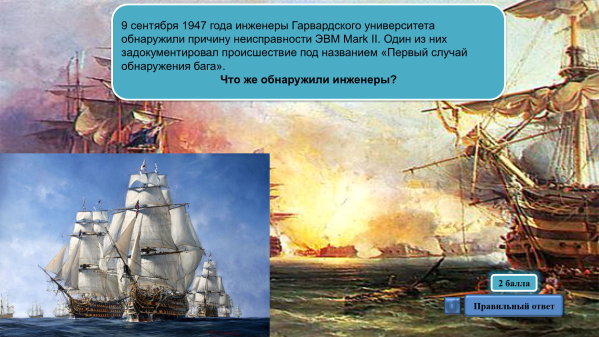 9 сентября 1947 года инженеры Гарвардского университета
обнаружили причину неисправности ЭВМ Mark II. Один из них
задокументировал происшествие под названием «Первый случай
обнаружения бага».
Что же обнаружили инженеры?
2 балла
Правильный ответ